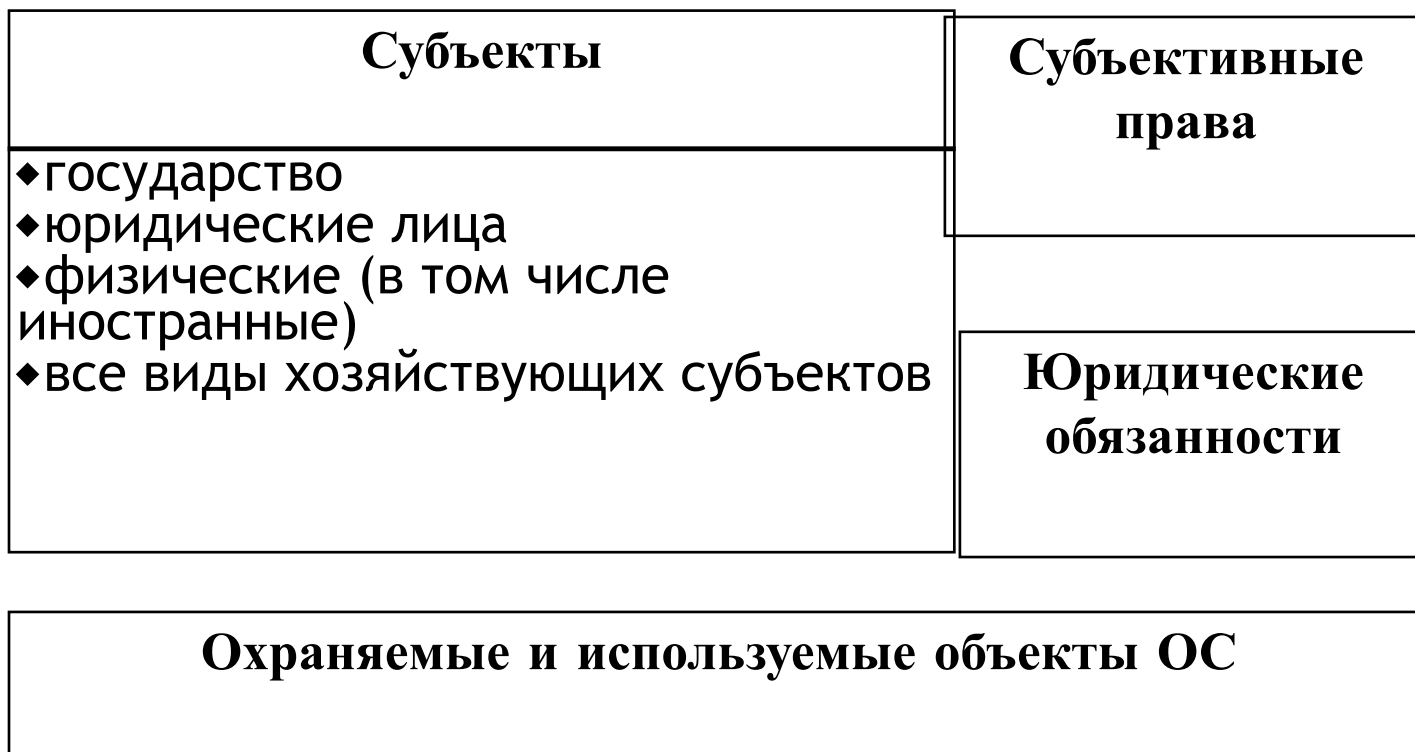 Субъекты
◆государство
◆юридические лица
◆физические (в том числе
иностранные)
◆все виды хозяйствующих субъектов
Субъективные
права
Юридические
обязанности
Охраняемые и используемые объекты ОС